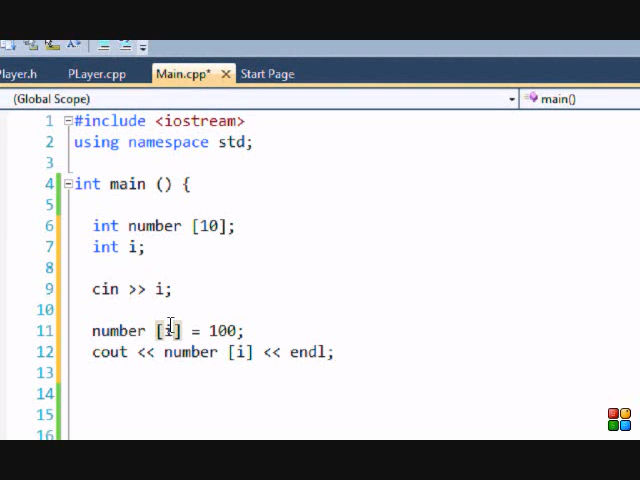 Player.h PLayer.cpp Main.cpp* X Start Page
(Global Scope) main()
1 #include <iostream>
2 using namespace std;
3
4 int main () {
5
6 int number [10];
7 int i;
8
9 cin >> i;
10
11 number [i] = 100;
12 cout << number [i] << endl;
13
14
15
16